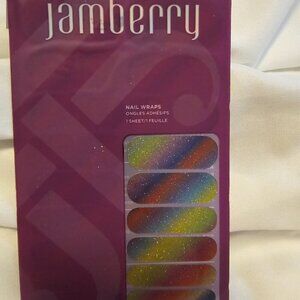 jamberry
NAIL WRAPS
ONGLES ADHÉSIFS
1 SHEET/1 FEUILLE